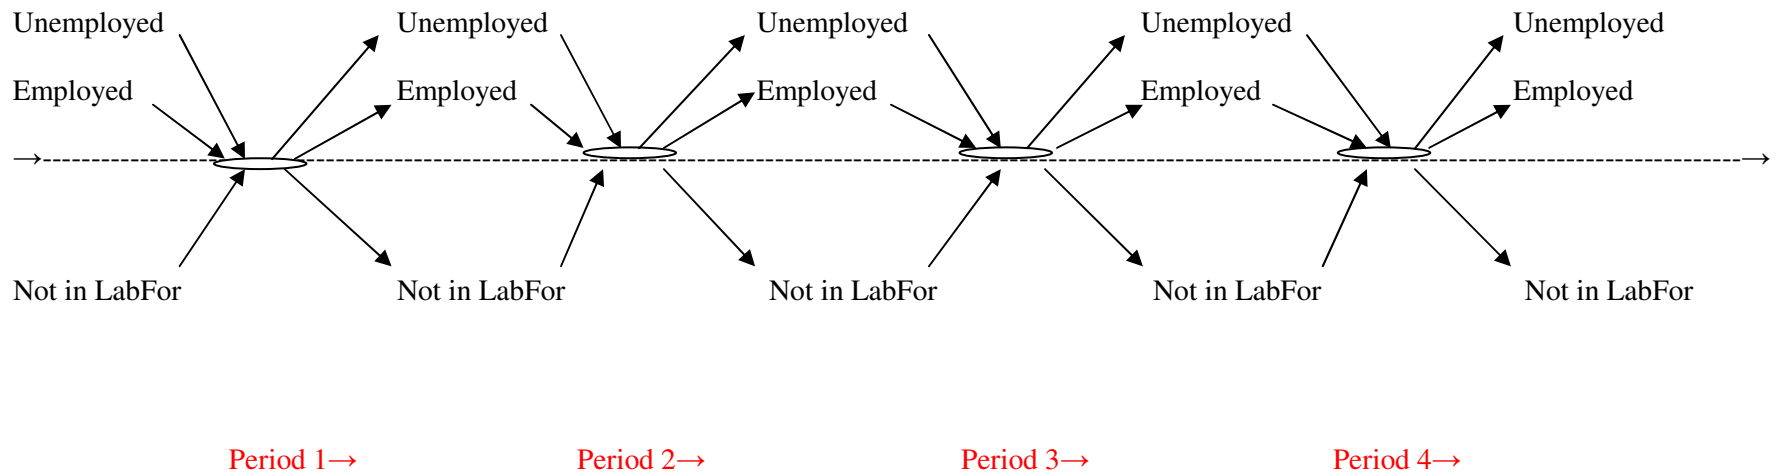 Unemployed Unemployed Unemployed Unemployed Unemployed
Employed Employed Employed Employed Employed
Not in LabFor Not in LabFor Not in LabFor Not in LabFor Not in LabFor
Period 1→ Period 2→ Period 3→ Period 4→